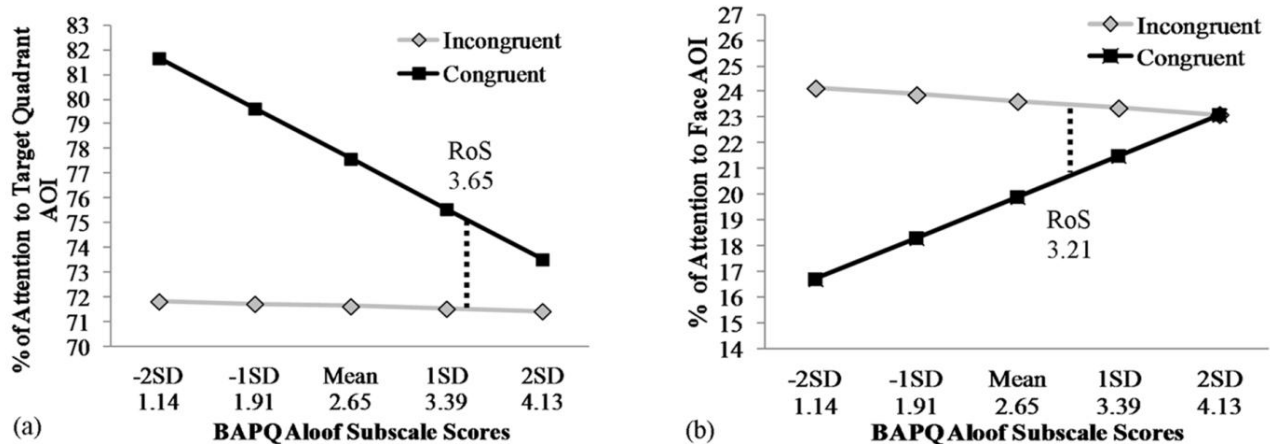 83
82
81
80
79
78
77
76
75
74
73
72
71
70
% of Attention to Target Quadrant
AOI
Incongruent
Congruent
RoS
3.65
-2SD -1SD Mean 1SD 2SD
1.14 1.91 2.65 3.39 4.13
BAPQ Aloof Subscale Scores
(a)
27
26
25
24
23
22
21
20
19
18
17
16
15
14
% of Attention to Face AOI
Incongruent
Congruent
RoS
3.21
-2SD -1SD Mean 1SD 2SD
1.14 1.91 2.65 3.39 4.13
BAPQ Aloof Subscale Scores
(b)